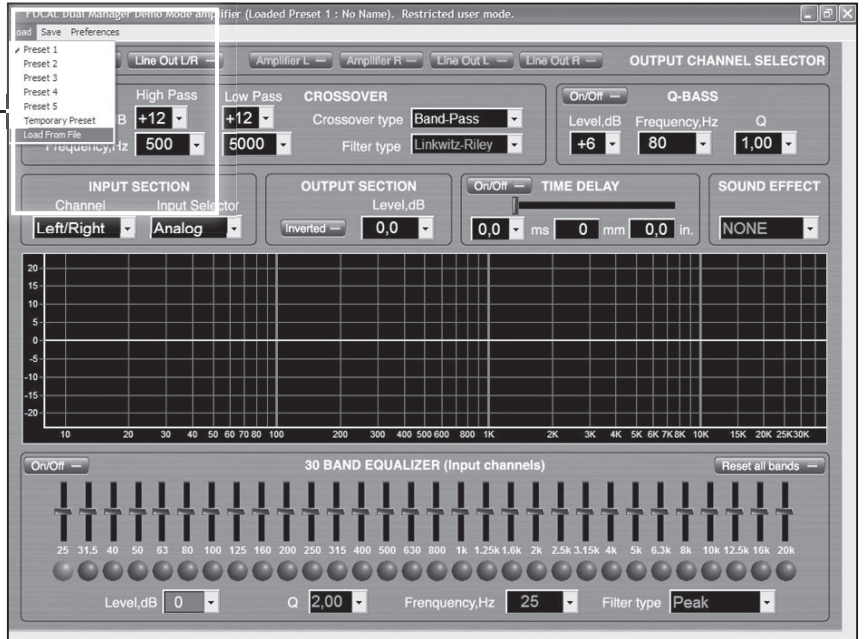 FOCAL Dual Manager Demo Mode amplifier (Loaded Preset 1 : No Name). Restricted user mode.
oad Save Preferences
Preset 1
Preset 2
Preset 3
Preset 4
Preset 5
Temporary Preset
Load From File
Line Out L/R
Amplifier L
Amplifier R
Line Out L
Line Out R
OUTPUT CHANNEL SELECTOR
High Pass
Low Pass
B
+12
+12
Frequency,Hz
500
5000
CROSSOVER
Crossover type
Band-Pass
Filter type
Linkwitz-Riley
On/Off
Q-BASS
Level,dB Frequency,Hz Q
+6 80 1,00
INPUT SECTION
Channel Input Selector
Left/Right Analog
OUTPUT SECTION
Level,dB
Inverted 0,0
On/Off TIME DELAY
0,0 ms 0 mm 0,0 in.
SOUND EFFECT
NONE
20
15
10
5
0
-5
-10
-15
-20
10 20 30 40 50 60 70 80 100 200 300 400 500 600 800 1K 2K 3K 4K 5K 6K 7K 8K 10K 15K 20K 25K 30K
On/Off 30 BAND EQUALIZER (Input channels) Reset all bands
25 31.5 40 50 63 80 100 125 160 200 250 315 400 500 630 800 1k 1.25k 1.6k 2k 2.5k 3.15k 4k 5k 6.3k 8k 10k 12.5k 16k 20k
Level,dB 0 Q 2,00 Frenquency,Hz 25 Filter type Peak